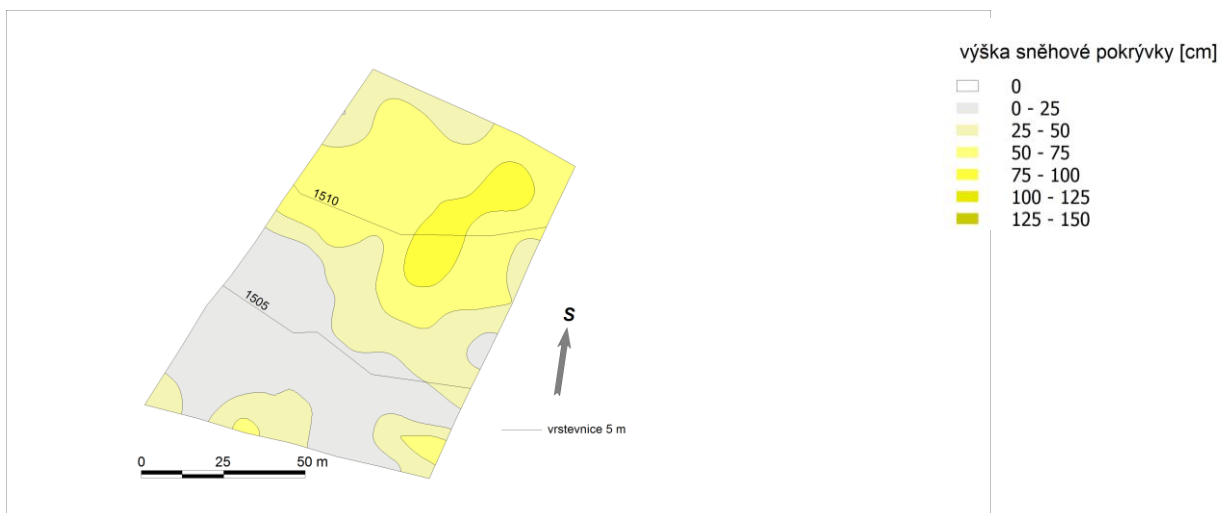 výška sněhové pokrývky [cm]
0
0 - 25
25 - 50
50 - 75
75 - 100
100 - 125
125 - 150
1510
1505
S
vrstevnice 5 m
0 25 50 m